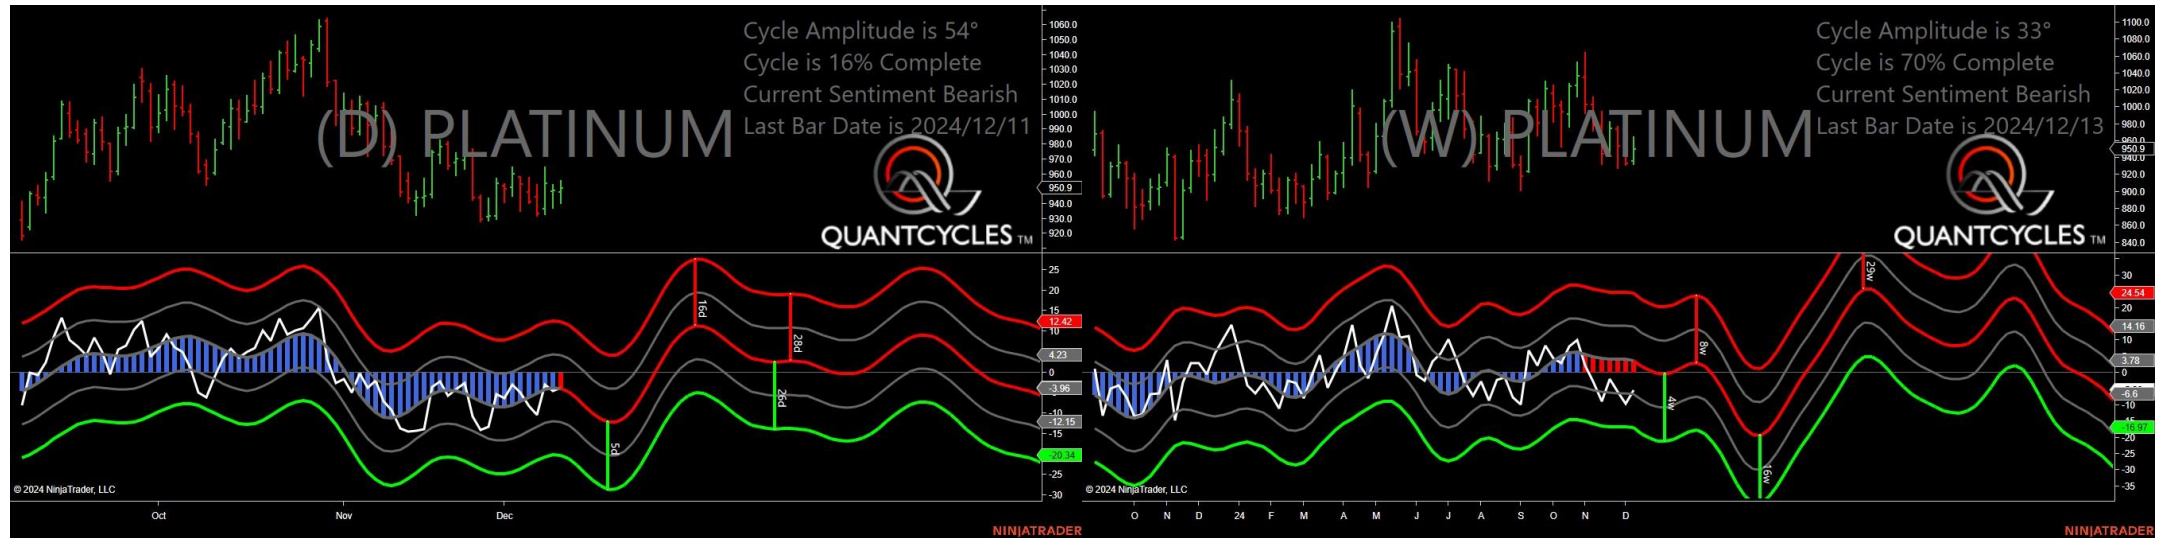 Cycle Amplitude is 54°
Cycle is 16% Complete
Current Sentiment Bearish
Last Bar Date is 2024/12/11
(D) PLATINUM
QUANTCYCLES TM
1060.0
1050.0
1040.0
1030.0
1020.0
1010.0
1000.0
990.0
980.0
970.0
960.0
950.9
940.0
930.0
920.0
16d
28d
26d
5d
25
20
15
12.42
10
4.23
0
-3.96
-10
-12.15
-15
-20.34
-25
-30
© 2024 NinjaTrader, LLC
Oct
Nov
Dec
NINJATRADER
Cycle Amplitude is 33°
Cycle is 70% Complete
Current Sentiment Bearish
Last Bar Date is 2024/12/13
(W) PLATINUM
QUANTCYCLES TM
1100.0
1080.0
1060.0
1040.0
1020.0
1000.0
980.0
960.0
950.9
940.0
920.0
900.0
880.0
860.0
840.0
29w
8w
4w
16w
30
24.54
20
14.16
10
3.78
0
-6.6
-10
-16.97
-20
-25
-30
-35
© 2024 NinjaTrader, LLC
O N D 24 F M A M J J A S O N D
NINJATRADER